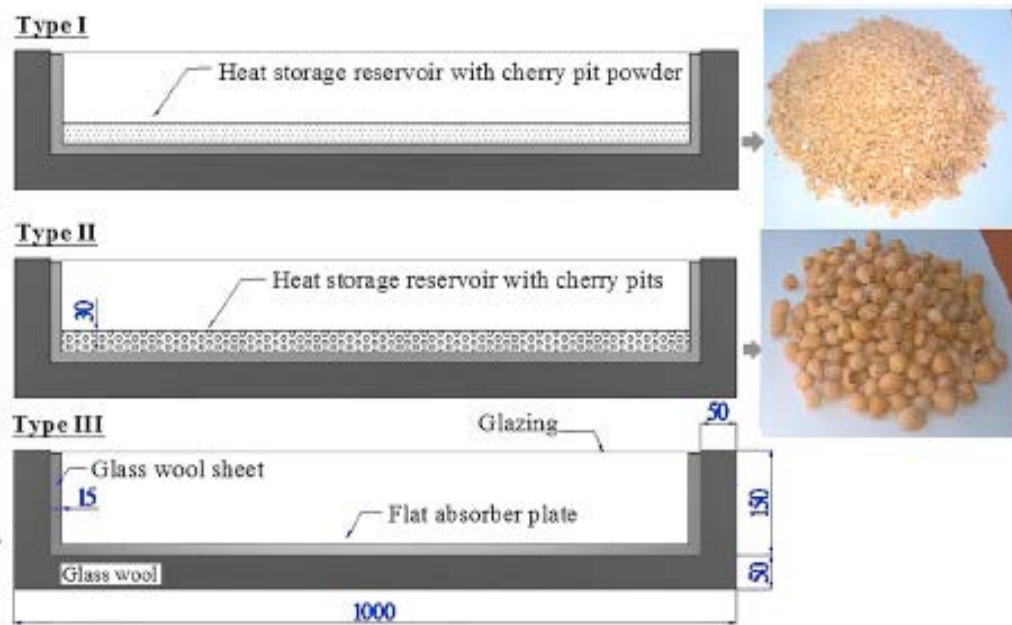 Type I
Heat storage reservoir with cherry pit powder
Type II
Heat storage reservoir with cherry pits
30
Type III
50
Glazing
Glass wool sheet
15
150
Flat absorber plate
Glass wool
50
1000